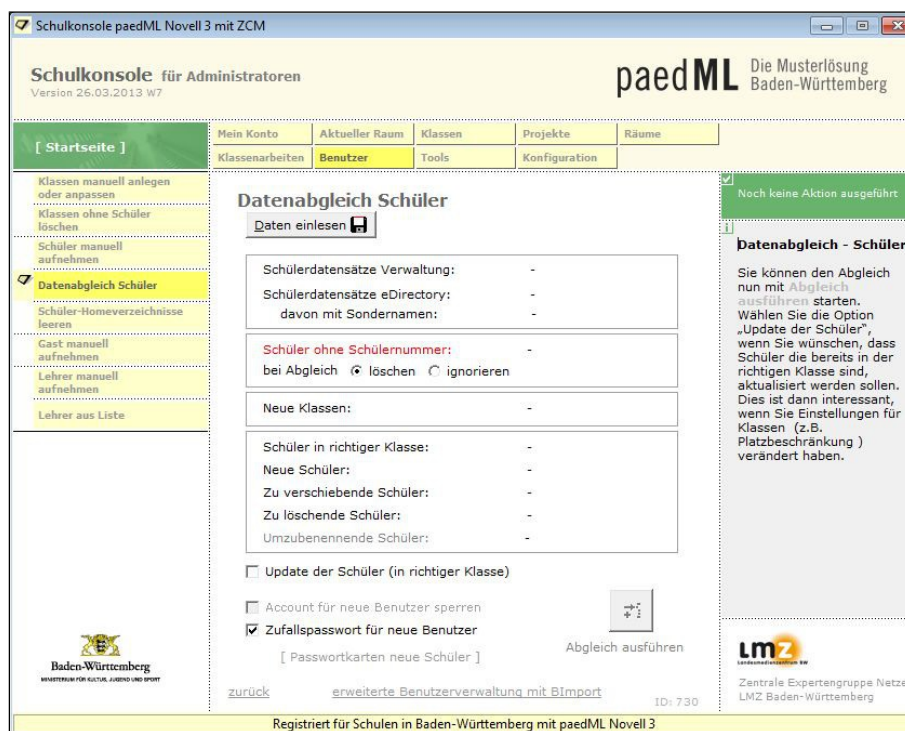 Schulkonsole paedML Novell 3 mit ZCM
Schulkonsole für Administratoren
Version 26.03.2013 W7
paedML Die Musterlösung
Baden-Württemberg
[ Startseite ]
Mein Konto Aktueller Raum Klassen Projekte Räume
Klassenarbeiten Benutzer Tools Konfiguration
Klassen manuell anlegen
oder anpassen
Klassen ohne Schüler
löschen
Schüler manuell
aufnehmen
Datenabgleich Schüler
Schüler-Homeverzeichnisse
leeren
Gast manuell
aufnehmen
Lehrer manuell
aufnehmen
Lehrer aus Liste
Baden-Württemberg
MINISTERIUM FÜR KULTUS, JUGEND UND SPORT
Datenabgleich Schüler
Daten einlesen
Schülerdatensätze Verwaltung: -
Schülerdatensätze eDirectory: -
davon mit Sondernamen: -
Schüler ohne Schülernummer: -
bei Abgleich löschen ignorieren
Neue Klassen: -
Schüler in richtiger Klasse: -
Neue Schüler: -
Zu verschiebende Schüler: -
Zu löschende Schüler: -
Umzubenennende Schüler: -
Update der Schüler (in richtiger Klasse)
Account für neue Benutzer sperren
Zufallspasswort für neue Benutzer
[ Passwortkarten neue Schüler ]
Abgleich ausführen
zurück erweiterte Benutzerverwaltung mit BImport
ID: 730
Noch keine Aktion ausgeführt
i
Datenabgleich - Schüler
Sie können den Abgleich
nun mit Abgleich
ausführen starten.
Wählen Sie die Option
„Update der Schüler",
wenn Sie wünschen, dass
Schüler die bereits in der
richtigen Klasse sind,
aktualisiert werden sollen.
Dies ist dann interessant,
wenn Sie Einstellungen für
Klassen (z.B.
Platzbeschränkung )
verändert haben.
LMZ
Landesmedienzentrum BW
Zentrale Expertengruppe Netze
LMZ Baden-Württemberg
Registriert für Schulen in Baden-Württemberg mit paedML Novell 3